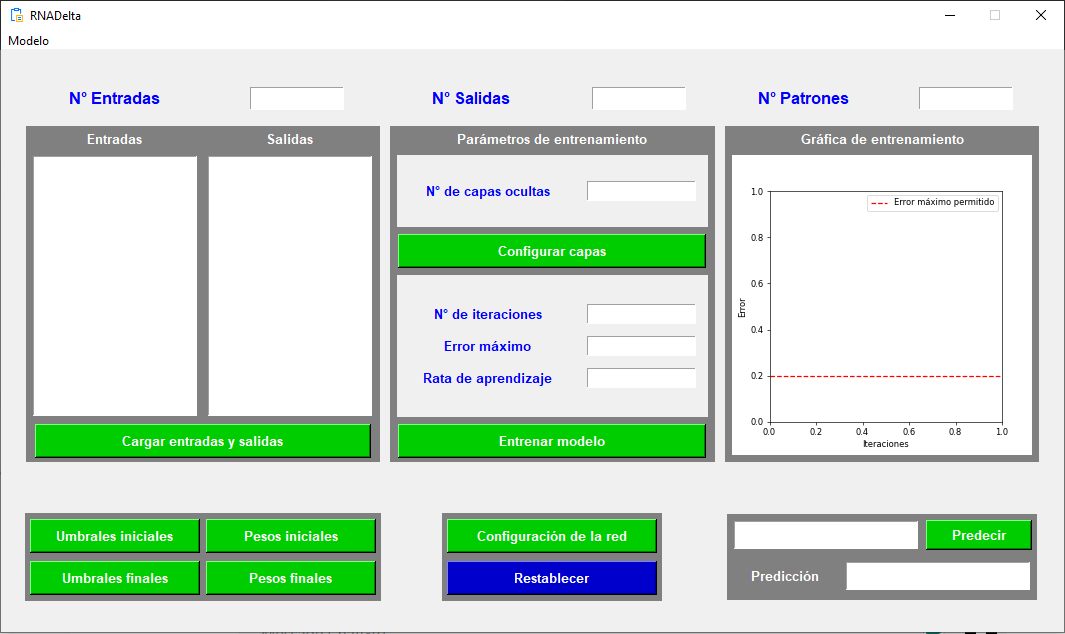 RNADelta
Modelo
N° Entradas
N° Salidas
N° Patrones
Entradas
Salidas
Cargar entradas y salidas
Parámetros de entrenamiento
N° de capas ocultas
Configurar capas
N° de iteraciones
Error máximo
Rata de aprendizaje
Entrenar modelo
Gráfica de entrenamiento
Error máximo permitido
1.0
0.8
0.6
0.4
0.2
0.0
Error
0.0 0.2 0.4 0.6 0.8 1.0
Iteraciones
Umbrales iniciales
Pesos iniciales
Umbrales finales
Pesos finales
Configuración de la red
Restablecer
Predecir
Predicción